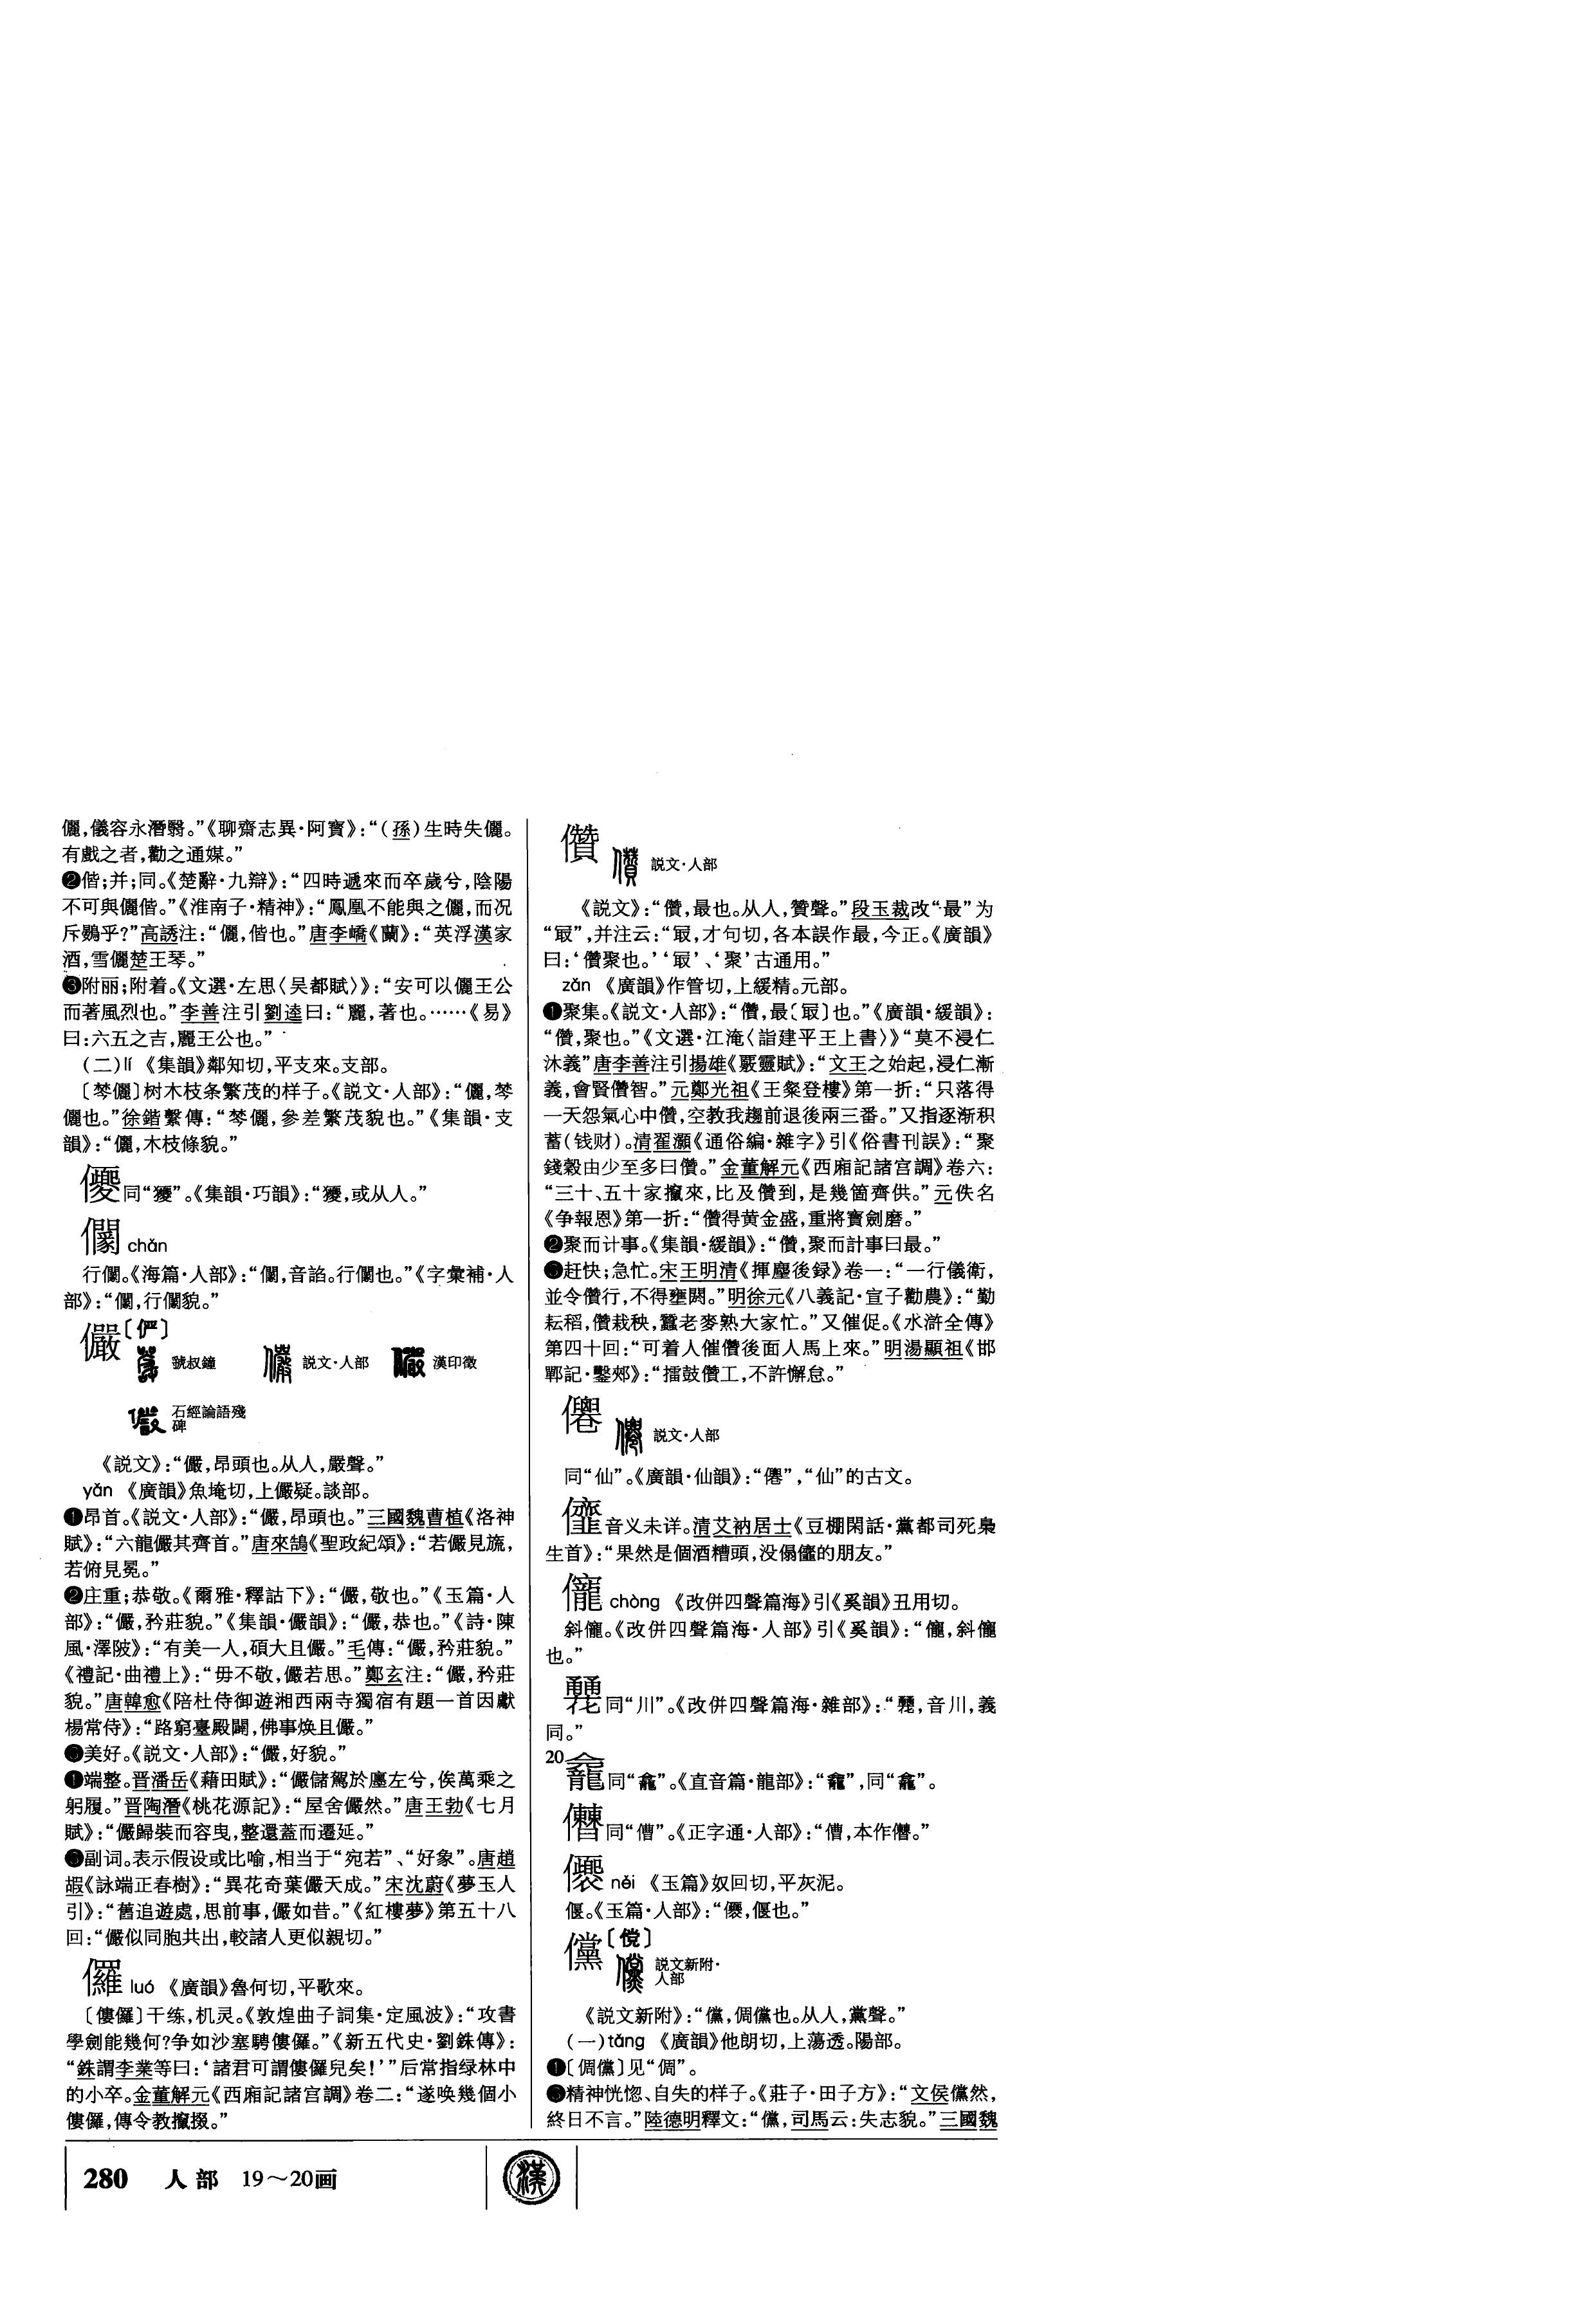 儷，儀容永潛翳。”《聊齋志異·阿寶》：“（孫）生時失儷。
有戲之者，勸之通媒。”
❷偕；并；同。《楚辭·九辯》：“四時遞來而卒歲兮，陰陽
不可與儷偕。”《淮南子·精神》：“鳳凰不能與之儷，而况
斥鷃乎？”高誘注：“儷，偕也。”唐李嶠《蘭》：“英浮漢家
酒，雪儷楚王琴。”
❸附丽；附着。《文選·左思〈吴都賦〉》：“安可以儷王公
而著風烈也。”李善注引劉逵曰：“麗，著也。……《易》
曰：六五之吉，麗王公也。”
（二）lí 《集韻》鄰知切，平支來。支部。
〔棽儷〕树木枝条繁茂的样子。《説文·人部》：“儷，棽
儷也。”徐鍇繫傳：“棽儷，參差繁茂貌也。”《集韻·支
韻》：“儷，木枝條貌。”
同“獿”。《集韻·巧韻》：“獿，或从人。”
chǎn
《海篇·人部》：“音諂。《字彙補·人
部》：
儼〔俨〕
虢叔鐘 説文·人部 漢印徵
石經論語殘
碑
《説文》：“儼，昂頭也。从人，嚴聲。”
yǎn 《廣韻》魚埯切，上儼疑。談部。
❶昂首。《説文·人部》：“儼，昂頭也。”三國魏曹植《洛神
賦》：“六龍儼其齊首。”唐來鵠《聖政紀頌》：“若儼見旒，
若俯見冕。”
❷庄重；恭敬。《爾雅·釋詁下》：“儼，敬也。”《玉篇·人
部》：“儼，矜莊貌。”《集韻·儼韻》：“儼，恭也。”《詩·陳
風·澤陂》：“有美一人，碩大且儼。”毛傳：“儼，矜莊貌。”
《禮記·曲禮上》：“毋不敬，儼若思。”鄭玄注：“儼，矜莊
貌。”唐韓愈《陪杜侍御遊湘西兩寺獨宿有題一首因獻
楊常侍》：“路窮臺殿闢，佛事焕且儼。”
❸美好。《説文·人部》：“儼，好貌。”
❹端整。晋潘岳《藉田賦》：“儼儲駕於廛左兮，俟萬乘之
躬履。”晋陶潛《桃花源記》：“屋舍儼然。”唐王勃《七月
賦》：“儼歸裝而容曳，整還蓋而遷延。”
❺副词。表示假设或比喻，相当于“宛若”、“好象”。唐趙
嘏《詠端正春樹》：“異花奇葉儼天成。”宋沈蔚《夢玉人
引》：“舊追遊處，思前事，儼如昔。”《紅樓夢》第五十八
回：“儼似同胞共出，較諸人更似親切。”
儸 luó 《廣韻》魯何切，平歌來。
〔僂儸〕干练，机灵。《敦煌曲子詞集·定風波》：“攻書
學劍能幾何？争如沙塞騁僂儸。”《新五代史·劉銖傳》：
“銖謂李業等曰：‘諸君可謂僂儸兒矣！’”后常指绿林中
的小卒。金董解元《西廂記諸宫調》卷二：“遂唤幾個小
僂儸，傳令教攛掇。”
儹
説文·人部
《説文》：“儹，最也。从人，贊聲。”段玉裁改“最”为
“冣”，并注云：“冣，才句切，各本誤作最，今正。《廣韻》
曰：‘儹聚也。’‘冣’、‘聚’古通用。”
zǎn 《廣韻》作管切，上緩精。元部。
❶聚集。《説文·人部》：“儹，最〔冣〕也。”《廣韻·緩韻》：
“儹，聚也。”《文選·江淹〈詣建平王上書〉》“莫不浸仁
沐義”唐李善注引揚雄《覈靈賦》：“文王之始起，浸仁漸
義，會賢儹智。”元鄭光祖《王粲登樓》第一折：“只落得
一天怨氣心中儹，空教我趨前退後兩三番。”又指逐渐积
蓄（钱财）。清翟灝《通俗編·雜字》引《俗書刊誤》：“聚
錢穀由少至多曰儹。”金董解元《西廂記諸宫調》卷六：
“三十、五十家攛來，比及儹到，是幾箇齊供。”元佚名
《争報恩》第一折：“儹得黄金盛，重將寳劍磨。”
❷聚而计事。《集韻·緩韻》：“儹，聚而計事曰最。”
❸赶快；急忙。宋王明清《揮麈後録》卷一：“一行儀衛，
並令儹行，不得壅閼。”明徐元《八義記·宣子勸農》：“勤
耘稻，儹栽秧，蠶老麥熟大家忙。”又催促。《水滸全傳》
第四十回：“可着人催儹後面人馬上來。”明湯顯祖《邯
鄲記·鑿郟》：“擂鼓儹工，不許懈怠。”
説文·人部
同“仙”。《廣韻·仙韻》：“仙”的古文。
音义未详。清艾衲居士《豆棚閑話·黨都司死梟
生首》：“果然是個酒糟頭，没傝的朋友。”
chòng 《改併四聲篇海》引《奚韻》丑用切。
《改併四聲篇海·人部》引《奚韻》：
也。”
同“川”。《改併四聲篇海·雜部》：音川，義
同。”
20
同“龕”。《直音篇·龍部》：同“龕”。
同“傮”。《正字通·人部》：“傮，本作
něi 《玉篇》奴回切，平灰泥。
偃。《玉篇·人部》：偃也。”
儻〔傥〕
説文新附·
人部
《説文新附》：“儻，倜儻也。从人，黨聲。”
（一）tǎng 《廣韻》他朗切，上蕩透。陽部。
❶〔倜儻〕见“倜”。
❷精神恍惚、自失的样子。《莊子·田子方》：“文侯儻然，
終日不言。”陸德明釋文：“儻，司馬云：失志貌。”三國魏
280 人部 19～20画
漢